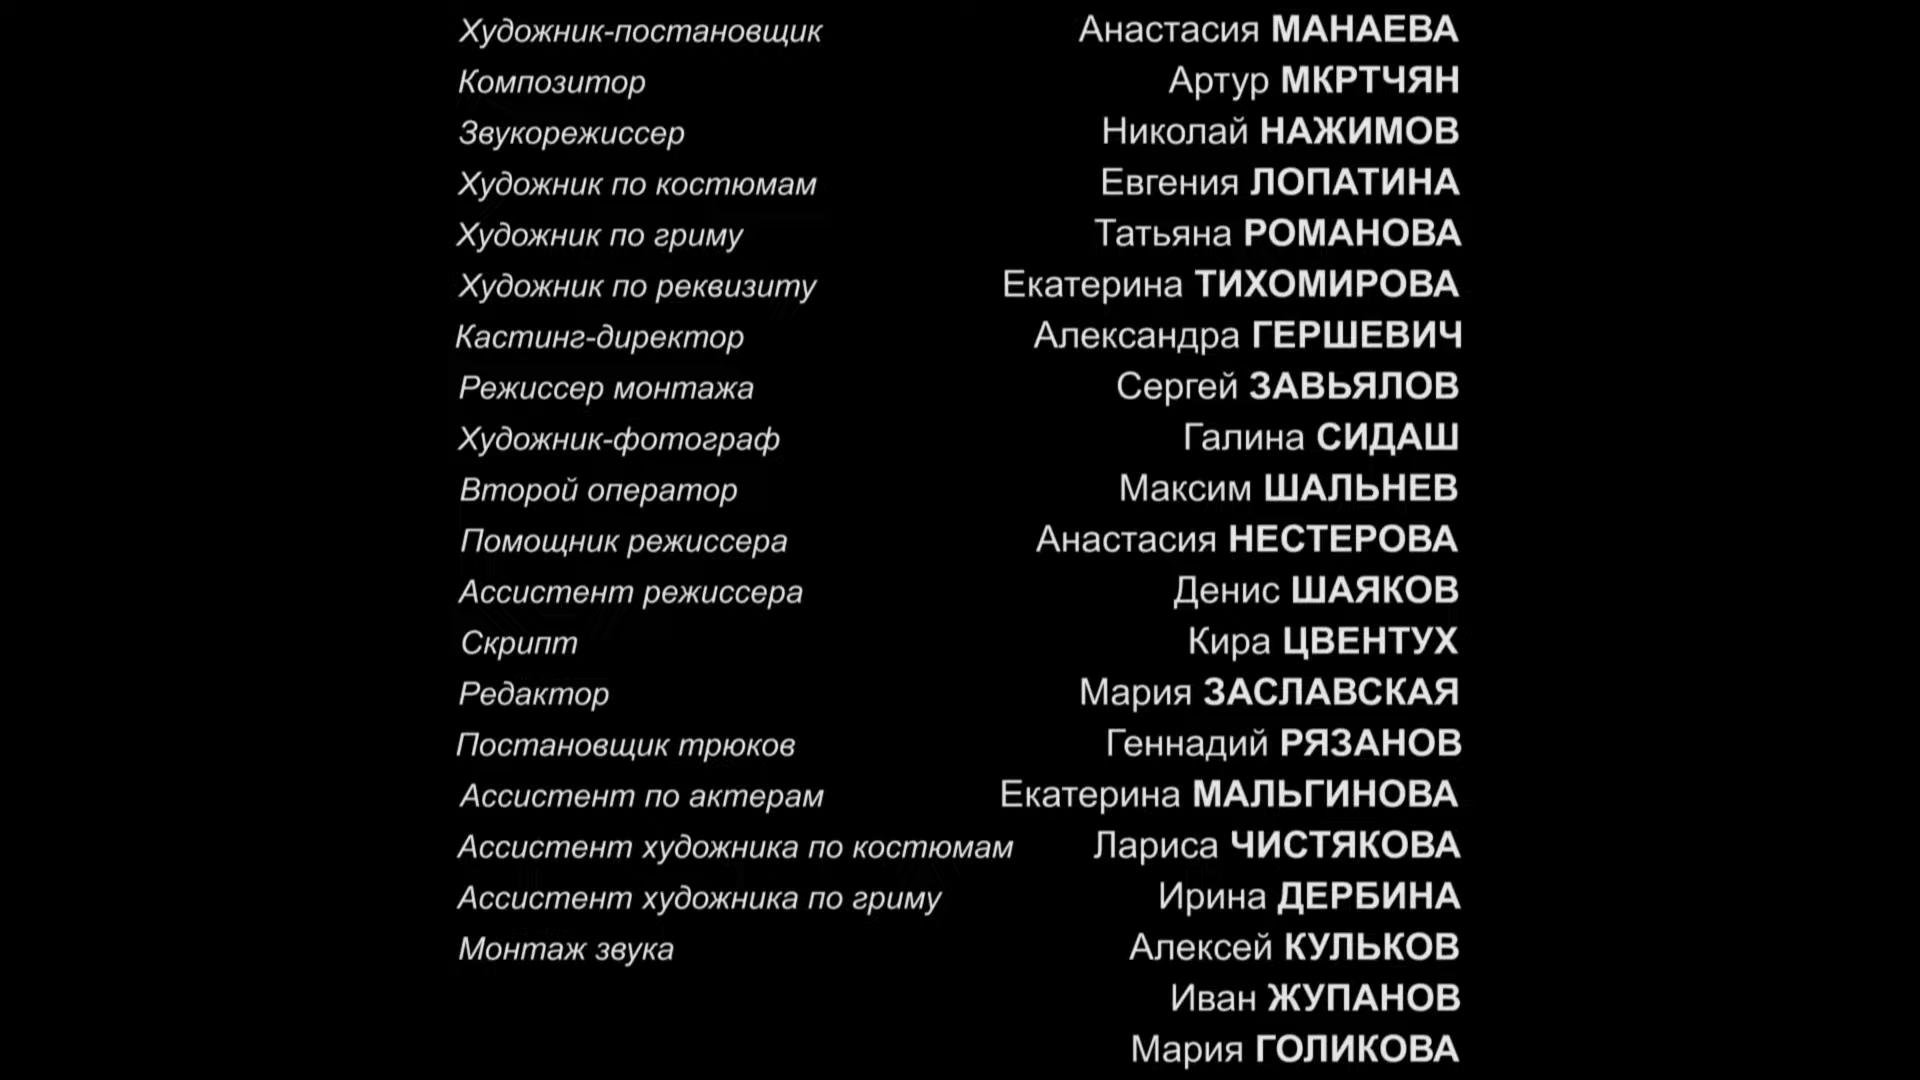 Художник-постановщик Анастасия МАНАЕВА
Композитор Артур МКРТЧЯН
Звукорежиссер Николай НАЖИМОВ
Художник по костюмам Евгения ЛОПАТИНА
Художник по гриму Татьяна РОМАНОВА
Художник по реквизиту Екатерина ТИХОМИРОВА
Кастинг-директор Александра ГЕРШЕВИЧ
Режиссер монтажа Сергей ЗАВЬЯЛОВ
Художник-фотограф Галина СИДАШ
Второй оператор Максим ШАЛЬНЕВ
Помощник режиссера Анастасия НЕСТЕРОВА
Ассистент режиссера Денис ШАЯКОВ
Скрипт Кира ЦВЕНТУХ
Редактор Мария ЗАСЛАВСКАЯ
Постановщик трюков Геннадий РЯЗАНОВ
Ассистент по актерам Екатерина МАЛЬГИНОВА
Ассистент художника по костюмам Лариса ЧИСТЯКОВА
Ассистент художника по гриму Ирина ДЕРБИНА
Монтаж звука Алексей КУЛЬКОВ
Иван ЖУПАНОВ
Мария ГОЛИКОВА